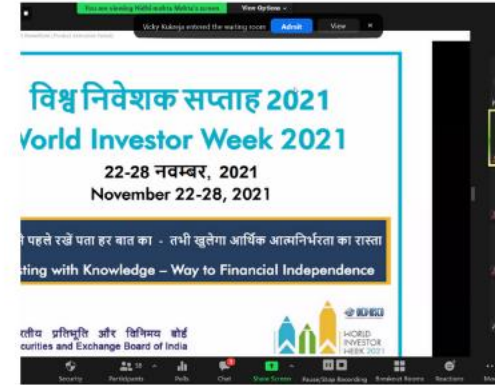 You are viewing Nidhi mehta Mehta's screen View Options
Vicky Kukreja entered the waiting room Admit View
विश्व निवेशक सप्ताह 2021
Vorld Investor Week 2021
22-28 नवम्बर, 2021
November 22-28, 2021
पहले रखें पता हर बात का - तभी खुलेगा आर्थिक आत्मनिर्भरता का रास्ता
sting with Knowledge – Way to Financial Independence
रतीय प्रतिभूति और विनिमय बोर्ड
curities and Exchange Board of India
WORLD
INVESTOR
WEEK 2021
Security Participants Polls Chat Share Screen Pause/Stop Recording Breakout Rooms Reactions